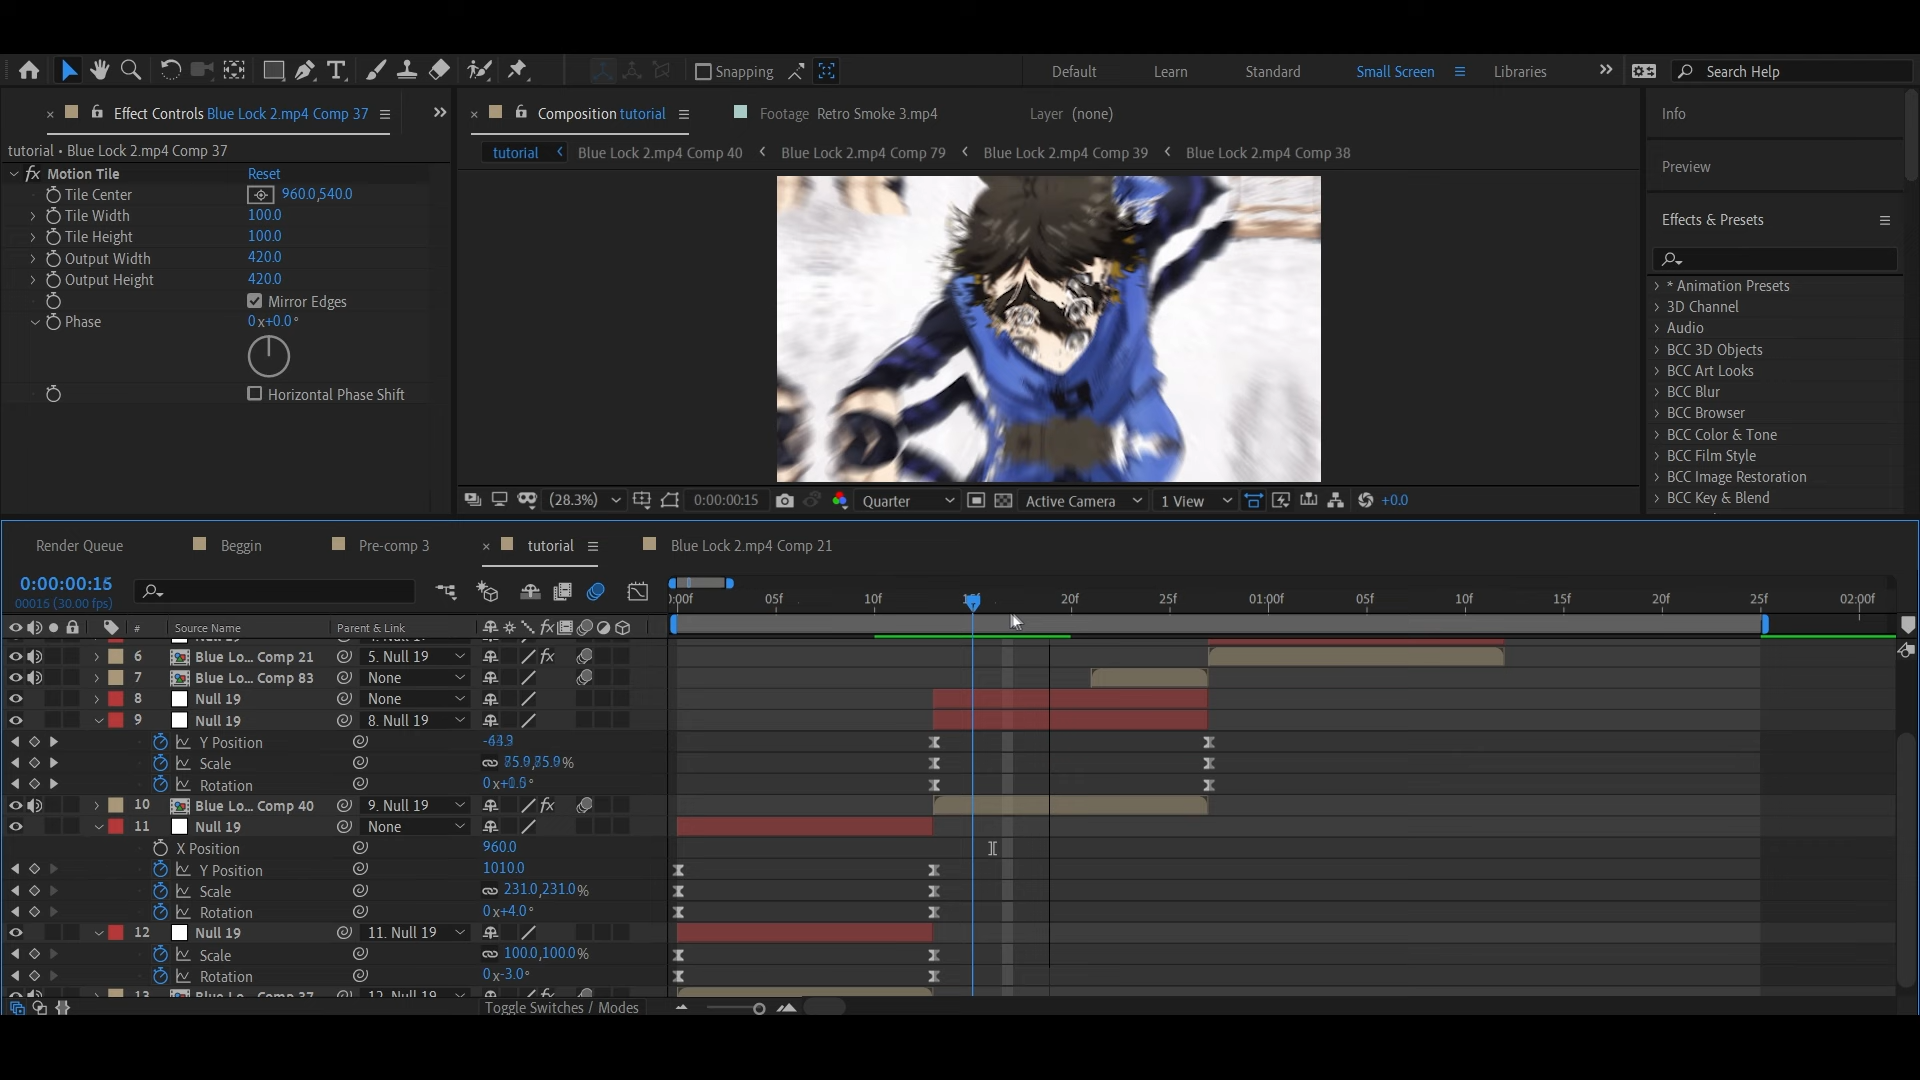 Snapping
Default
Learn
Standard
Small Screen
Libraries
Search Help
Effect Controls Blue Lock 2.mp4 Comp 37
Composition tutorial
Footage Retro Smoke 3.mp4
Layer (none)
Info
tutorial • Blue Lock 2.mp4 Comp 37
tutorial
Blue Lock 2.mp4 Comp 40
Blue Lock 2.mp4 Comp 79
Blue Lock 2.mp4 Comp 39
Blue Lock 2.mp4 Comp 38
Preview
fx Motion Tile Reset
Tile Center 960.0,540.0
Tile Width 100.0
Tile Height 100.0
Output Width 420.0
Output Height 420.0
Mirror Edges
Phase 0x+0.0°
Horizontal Phase Shift
Effects & Presets
* Animation Presets
3D Channel
Audio
BCC 3D Objects
BCC Art Looks
BCC Blur
BCC Browser
BCC Color & Tone
BCC Film Style
BCC Image Restoration
BCC Key & Blend
(28.3%) 0:00:00:15 Quarter Active Camera 1 View +0.0
Render Queue
Beggin
Pre-comp 3
tutorial
Blue Lock 2.mp4 Comp 21
0:00:00:15
00015 (30.00 fps)
):00f 05f 10f 15f 20f 25f 01:00f 05f 10f 15f 20f 25f 02:00f
# Source Name Parent & Link fx
6 Blue Lo... Comp 21 5. Null 19 fx
7 Blue Lo... Comp 83 None
8 Null 19 None
9 Null 19 8. Null 19
Y Position
Scale
Rotation
10 Blue Lo... Comp 40 9. Null 19 fx
11 Null 19 None
X Position 960.0
Y Position 1010.0
Scale 231.0,231.0%
Rotation 0x+4.0°
12 Null 19 11. Null 19
Scale 100.0,100.0%
Rotation 0x-3.0°
13 Blue Lo... Comp 37 12. Null 19
Toggle Switches / Modes